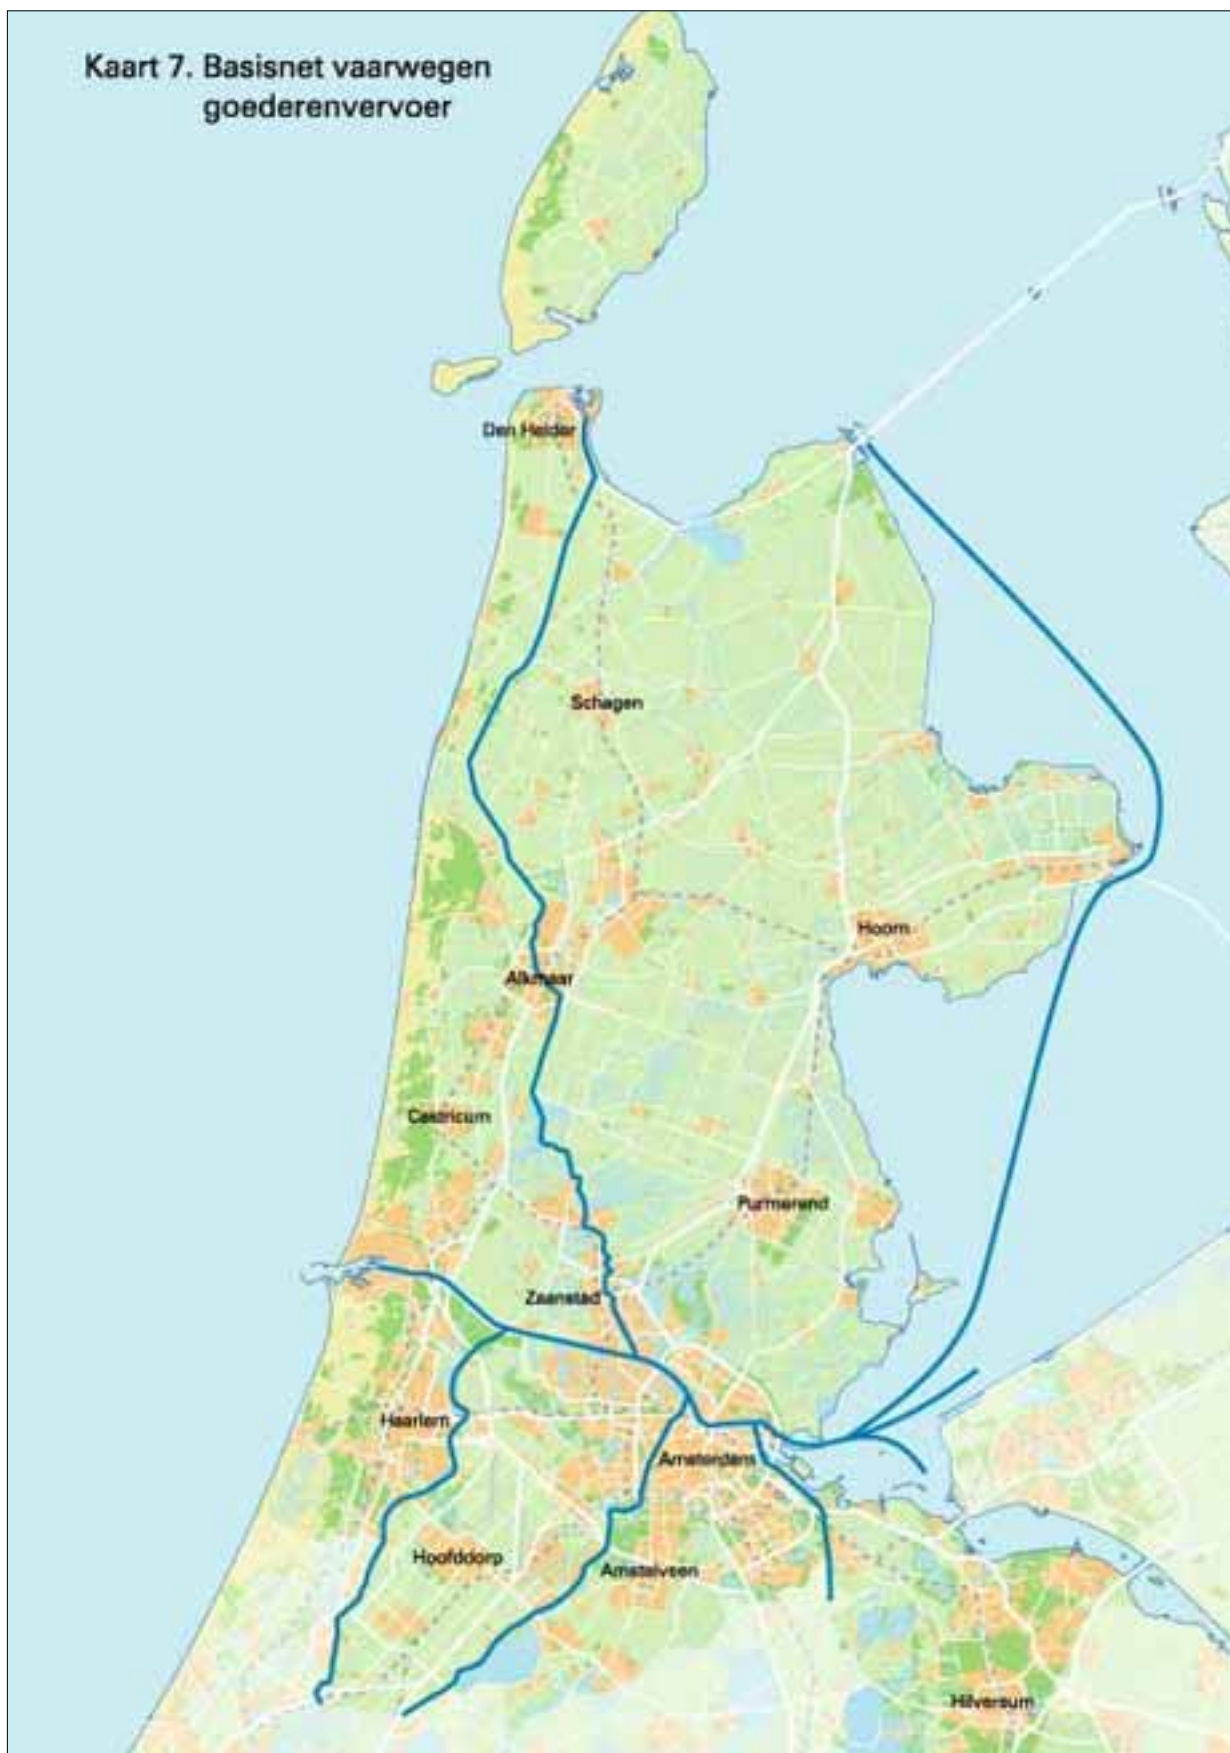 Kaart 7. Basisnet vaarwegen
goederenvervoer
Den Helder
Schagen
Hoorn
Alkmaar
Castricum
Purmerend
Zaanstad
Haarlem
Amsterdam
Hoofddorp
Amstelveen
Hilversum